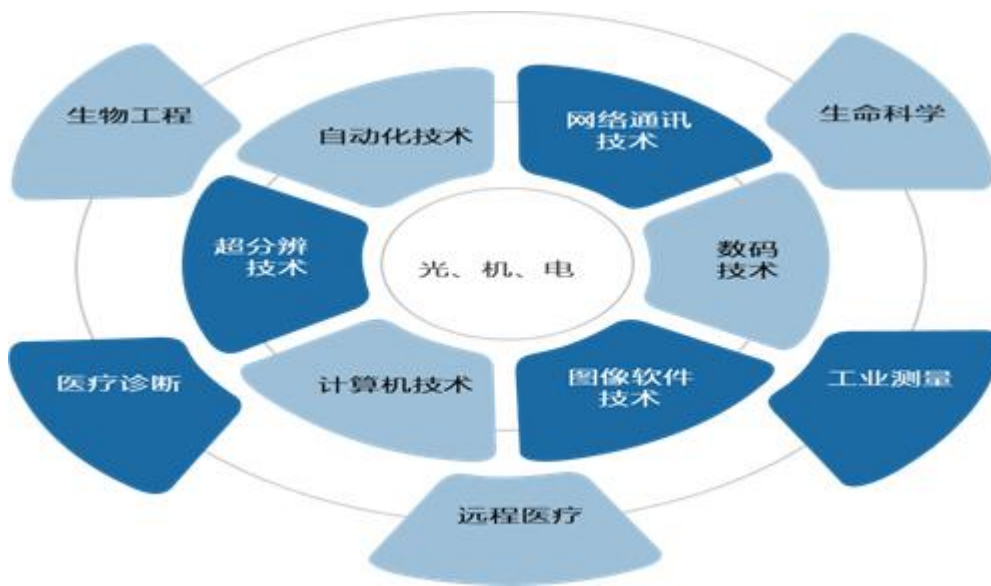 生物工程
生命科学
自动化技术
网络通讯
技术
超分辨
技术
光、机、电
数码
技术
医疗诊断
计算机技术
图像软件
技术
工业测量
远程医疗